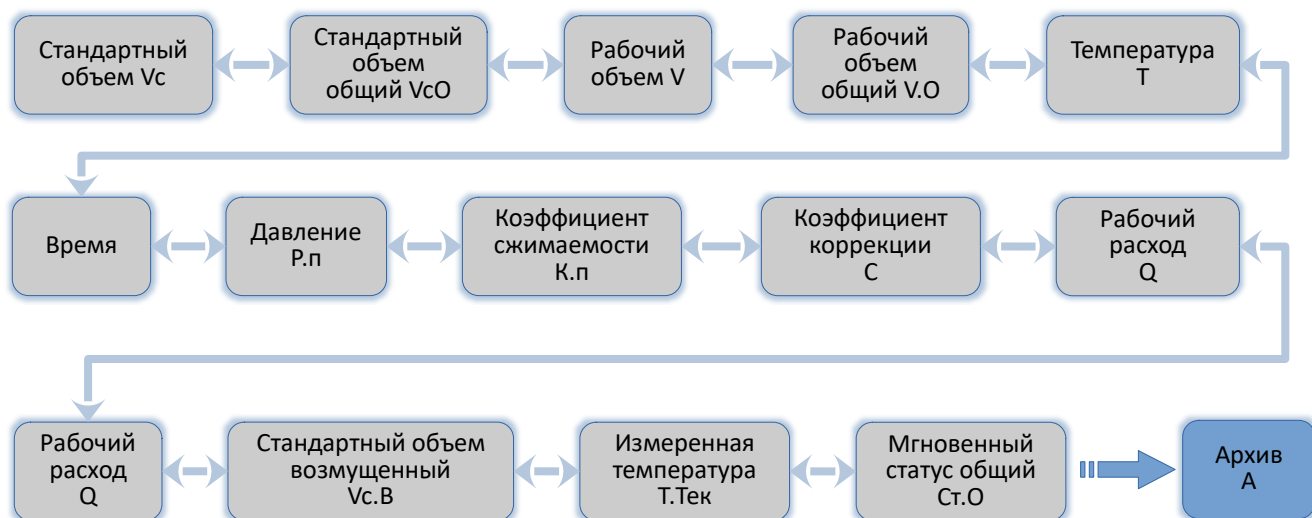 Стандартный
объем Vc
Стандартный
объем
общий VcO
Рабочий
объем V
Рабочий
объем
общий V.O
Температура
T
Время
Давление
P.п
Коэффициент
сжимаемости
К.п
Коэффициент
коррекции
C
Рабочий
расход
Q
Рабочий
расход
Q
Стандартный объем
возмущенный
Vc.B
Измеренная
температура
T.Тек
Мгновенный
статус общий
Ст.О
Архив
A